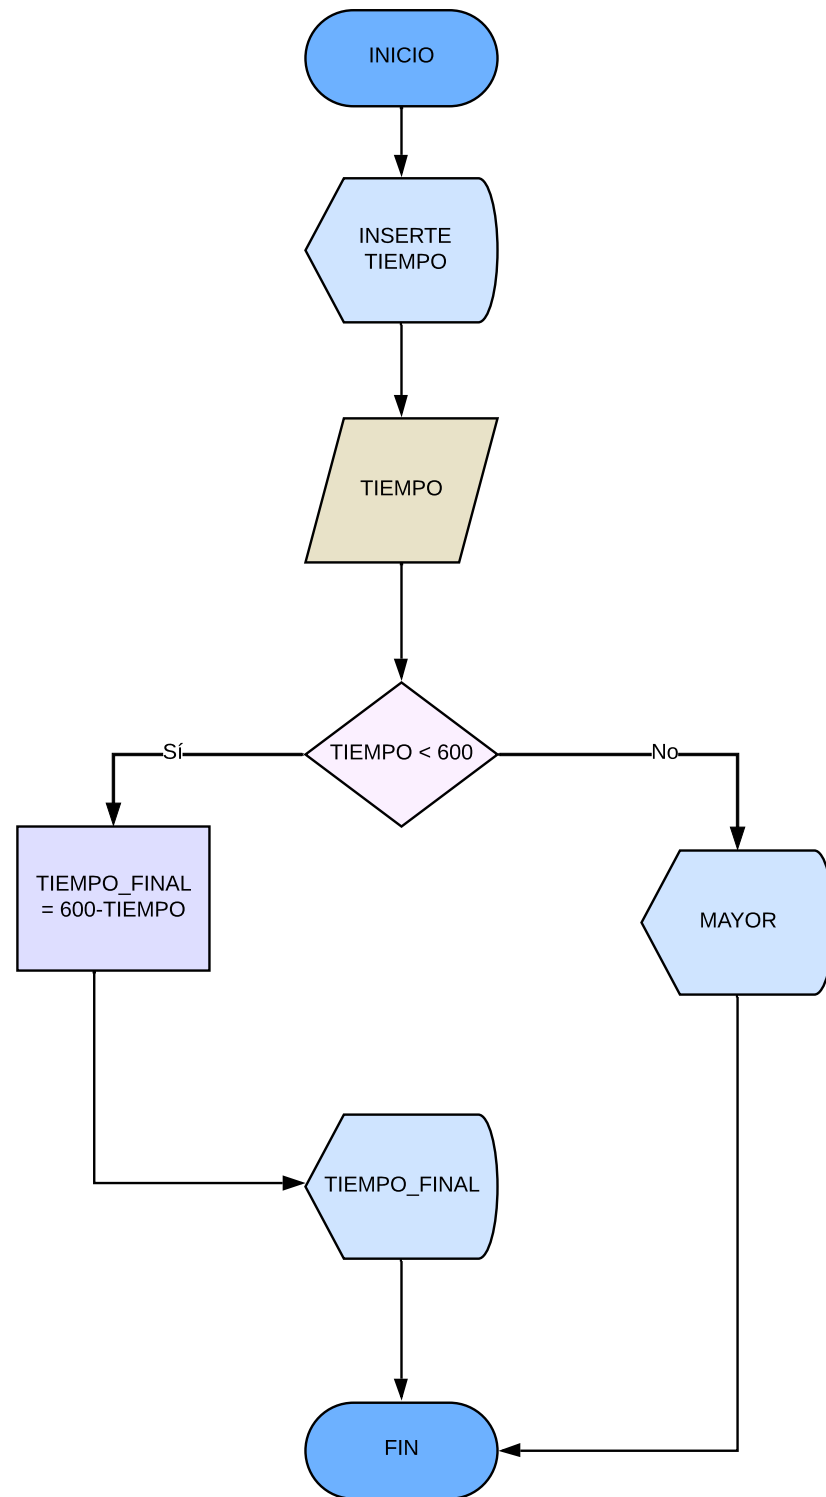 INICIO
INSERTE
TIEMPO
TIEMPO
TIEMPO < 600
Sí
No
TIEMPO_FINAL
= 600-TIEMPO
MAYOR
TIEMPO_FINAL
FIN